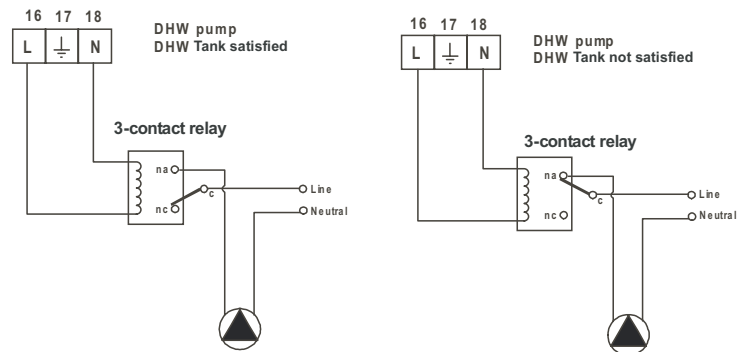 16 17 18
L N
DHW pump
DHW Tank satisfied
3-contact relay
na
nc
c
Line
Neutral
16 17 18
L N
DHW pump
DHW Tank not satisfied
3-contact relay
na
nc
c
Line
Neutral